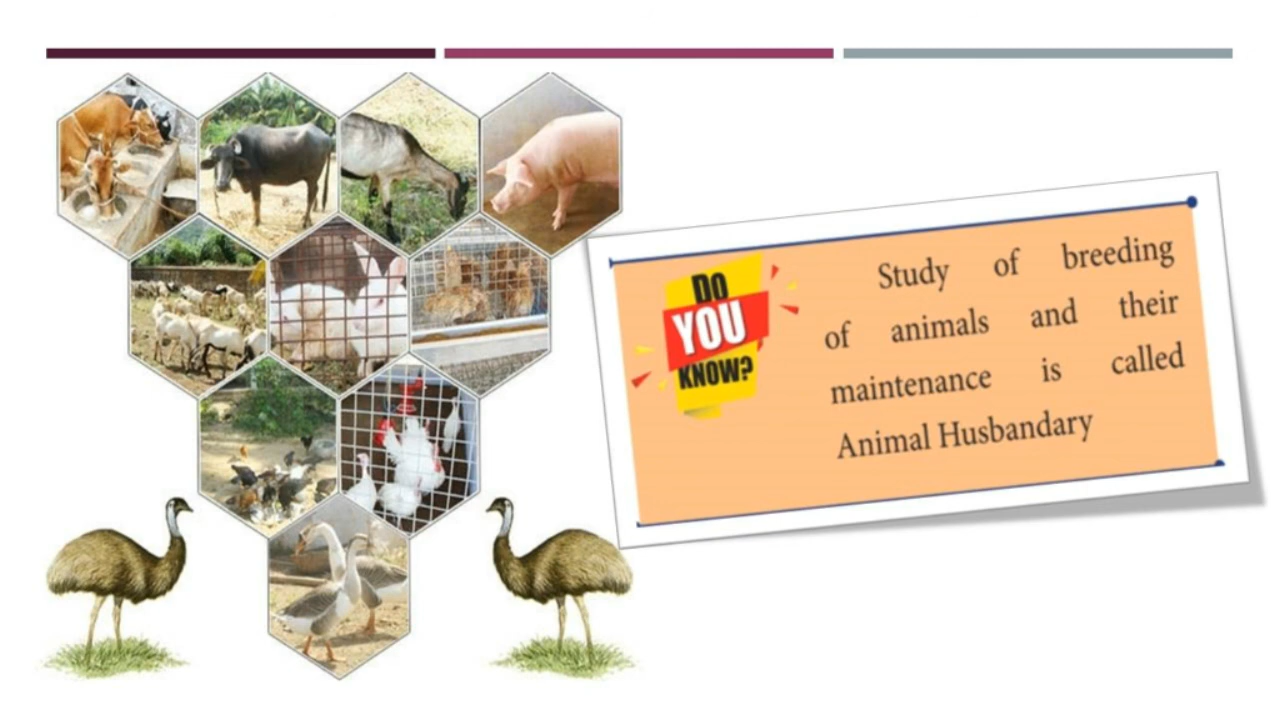 DO
YOU
KNOW?
Study of breeding
of animals and their
maintenance is called
Animal Husbandary